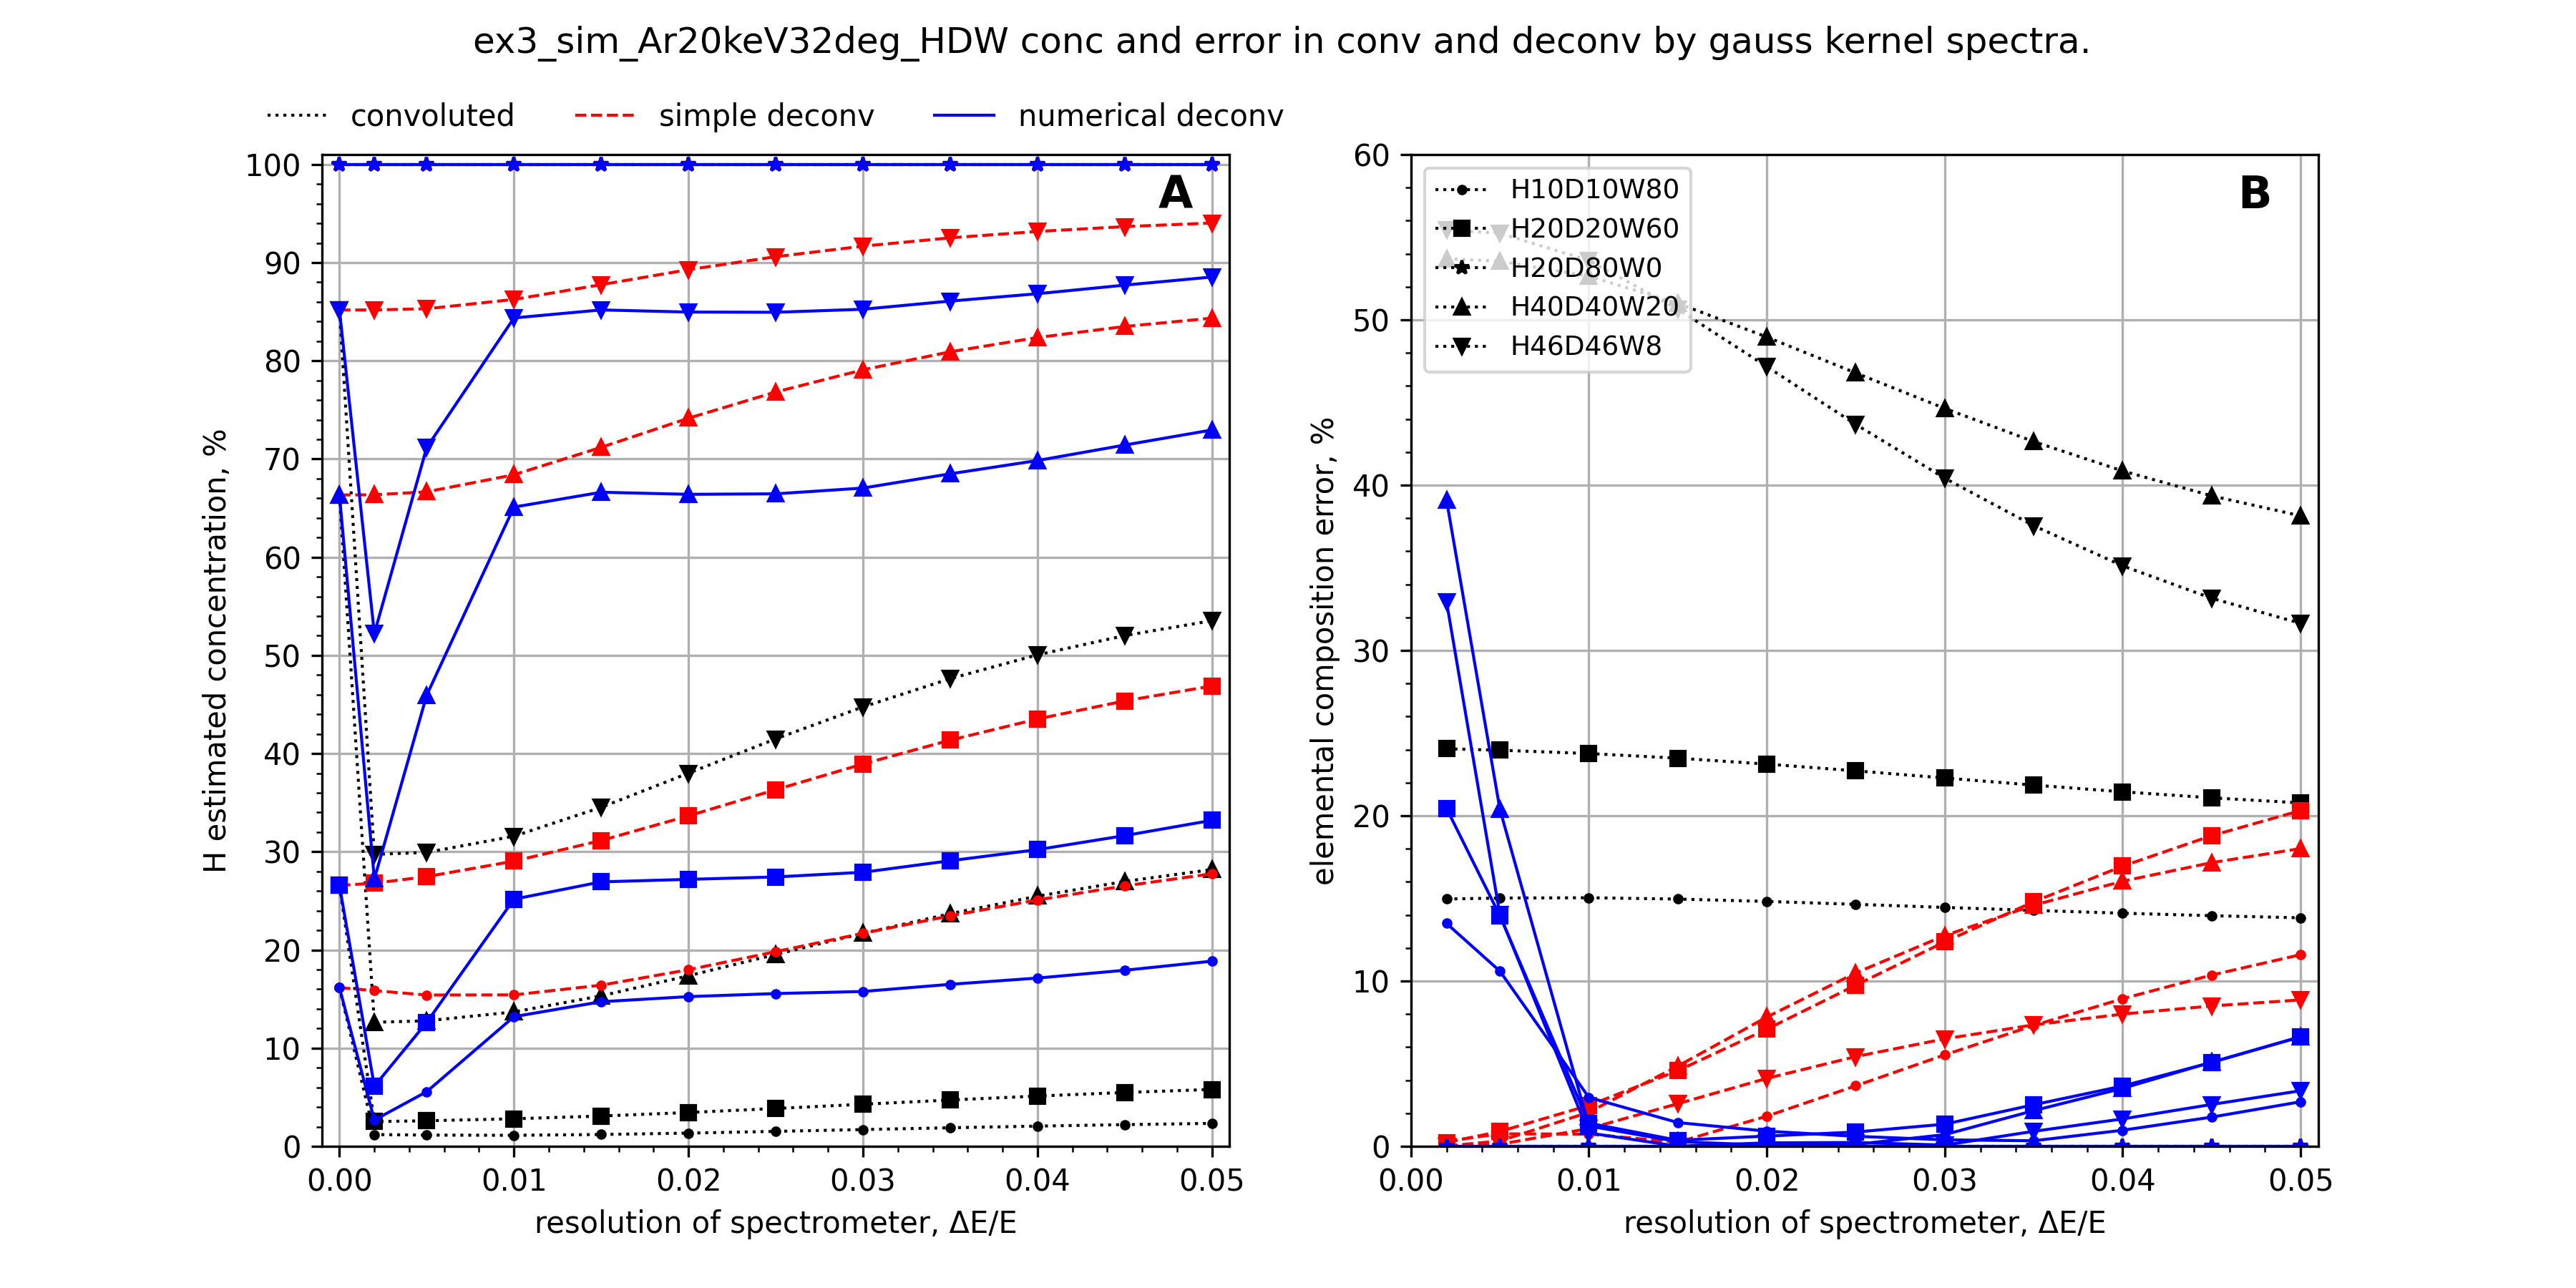 ex3_sim_Ar20keV32deg_HDW conc and error in conv and deconv by gauss kernel spectra.
convoluted simple deconv numerical deconv
A
H estimated concentration, %
100
90
80
70
60
50
40
30
20
10
0
0.00 0.01 0.02 0.03 0.04 0.05
resolution of spectrometer, ΔE/E
B
H10D10W80
H20D20W60
H20D80W0
H40D40W20
H46D46W8
elemental composition error, %
60
50
40
30
20
10
0
0.00 0.01 0.02 0.03 0.04 0.05
resolution of spectrometer, ΔE/E